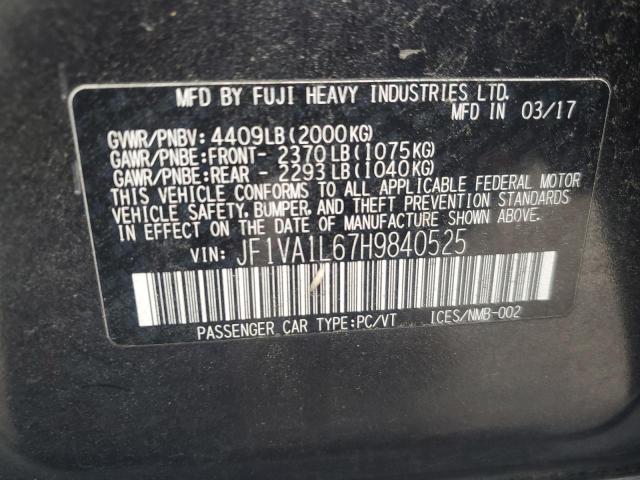 MFD BY FUJI HEAVY INDUSTRIES LTD.
MFD IN 03/17
GVWR/PNBV: 4409LB(2000KG)
GAWR/PNBE:FRONT- 2370LB(1075KG)
GAWR/PNBE:REAR - 2293LB(1040KG)
THIS VEHICLE CONFORMS TO ALL APPLICABLE FEDERAL MOTOR
VEHICLE SAFETY, BUMPER, AND THEFT PREVENTION STANDARDS
IN EFFECT ON THE DATE OF MANUFACTURE SHOWN ABOVE.
VIN: JF1VA1L67H9840525
PASSENGER CAR TYPE:PC/VT ICES/NMB-002